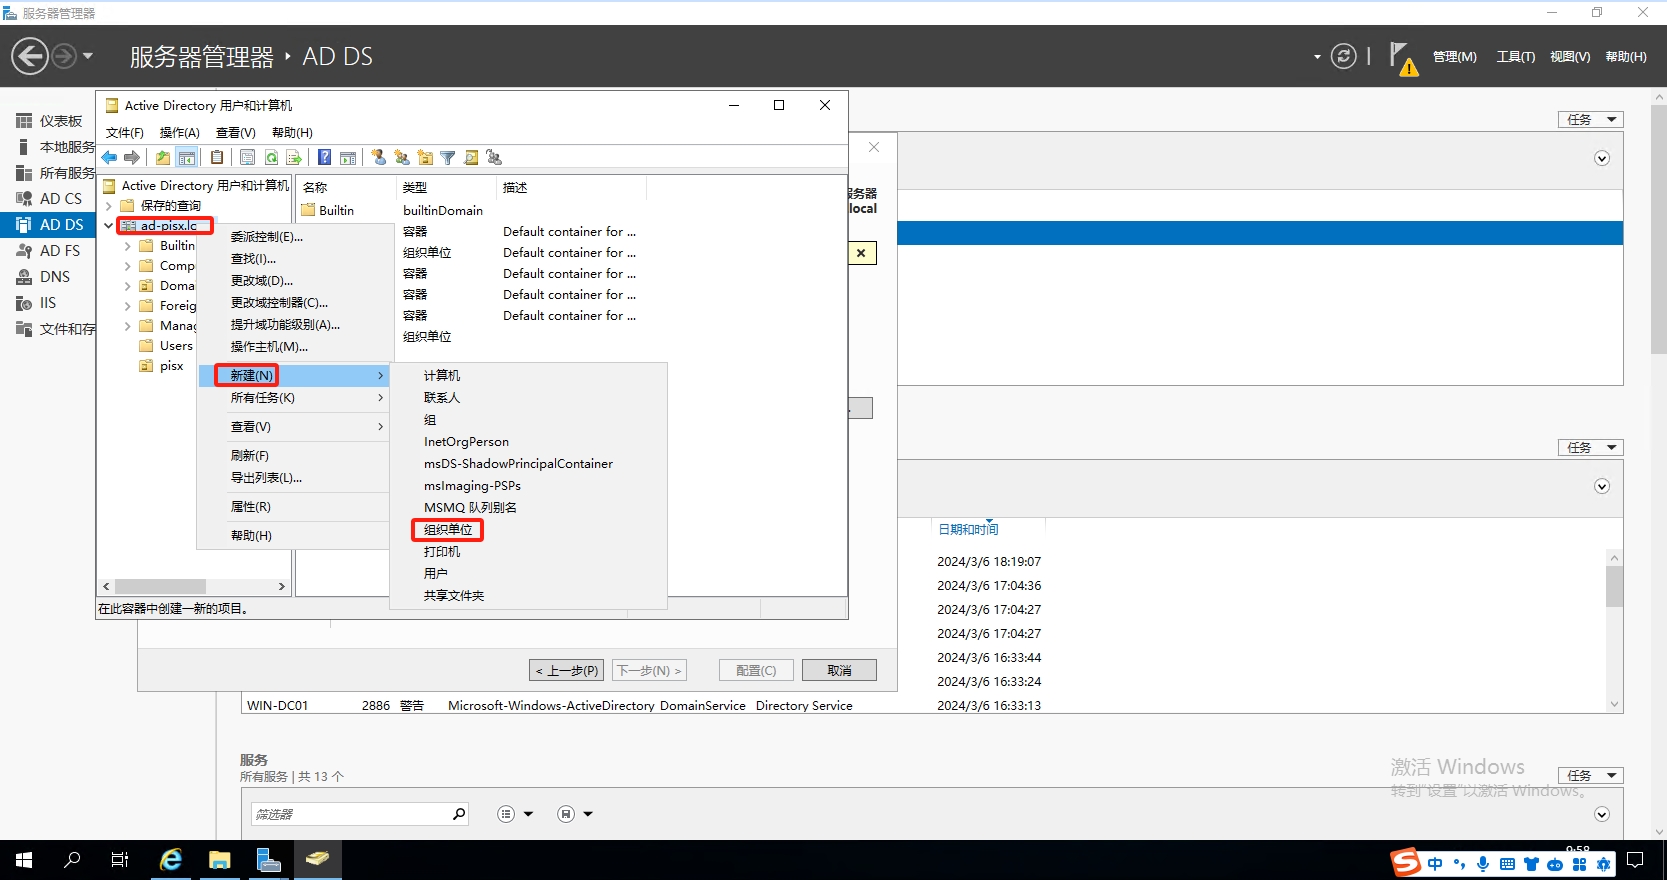 服务器管理器
服务器管理器 · AD DS
管理(M) 工具(T) 视图(V) 帮助(H)
仪表板
本地服务
所有服务
AD CS
AD DS
AD FS
DNS
IIS
文件和存
Active Directory 用户和计算机
文件(F) 操作(A) 查看(V) 帮助(H)
Active Directory 用户和计算机
保存的查询
ad-pisx.lc
Builtin
Comp
Domai
Foreig
Manag
Users
pisx
名称 类型 描述
Builtin builtinDomain
容器 Default container for ...
组织单位 Default container for ...
容器 Default container for ...
容器 Default container for ...
容器 Default container for ...
组织单位
委派控制(E)...
查找(I)...
更改域(D)...
更改域控制器(C)...
提升域功能级别(A)...
操作主机(M)...
新建(N)
所有任务(K)
查看(V)
刷新(F)
导出列表(L)...
属性(R)
帮助(H)
计算机
联系人
组
InetOrgPerson
msDS-ShadowPrincipalContainer
msImaging-PSPs
MSMQ 队列别名
组织单位
打印机
用户
共享文件夹
在此容器中创建一新的项目。
务器
local
任务
任务
< 上一步(P) 下一步(N) > 配置(C) 取消
日期和时间
2024/3/6 18:19:07
2024/3/6 17:04:36
2024/3/6 17:04:27
2024/3/6 17:04:27
2024/3/6 16:33:44
2024/3/6 16:33:24
WIN-DC01 2886 警告 Microsoft-Windows-ActiveDirectory_DomainService Directory Service 2024/3/6 16:33:13
服务
所有服务 | 共 13 个
任务
筛选器
激活 Windows
转到"设置"以激活 Windows。
9:58
中